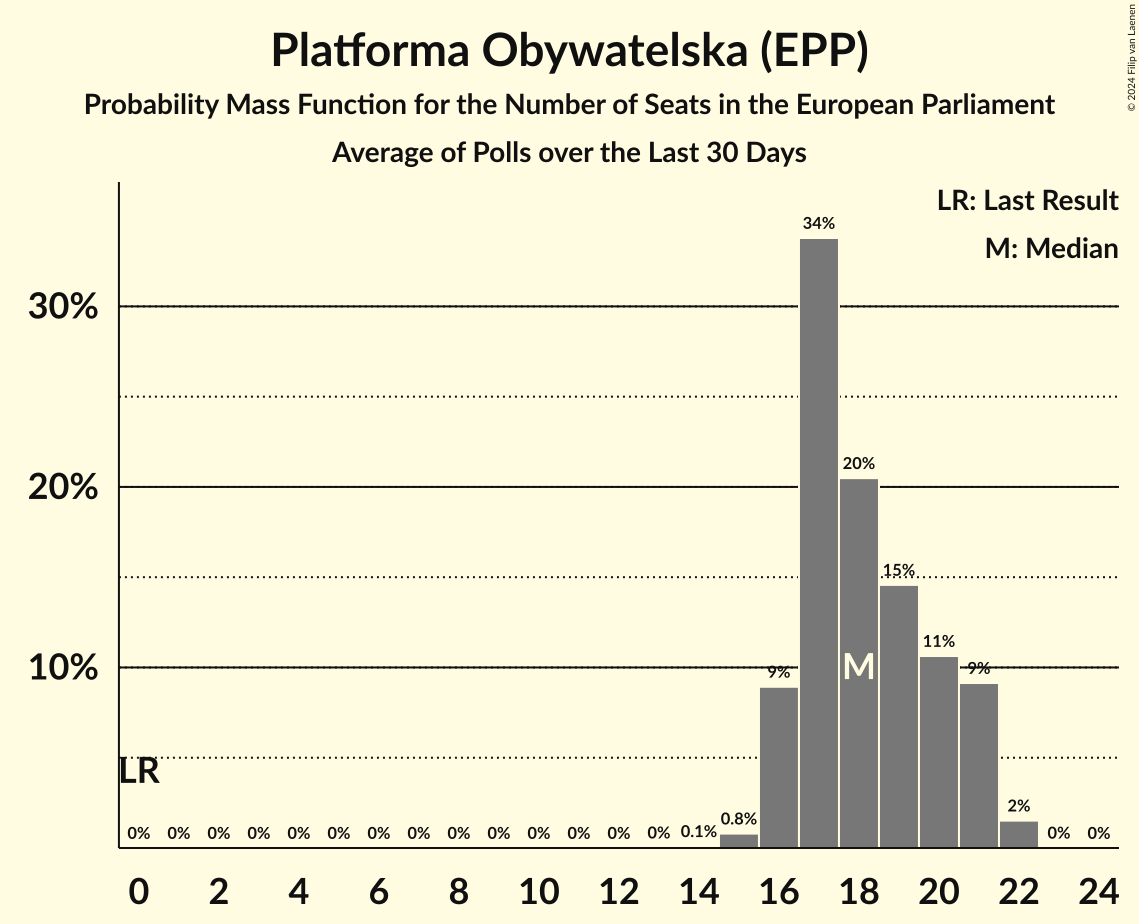 Platforma Obywatelska (EPP)
Probability Mass Function for the Number of Seats in the European Parliament
Average of Polls over the Last 30 Days
© 2024 Filip van Laenen
LR: Last Result
M: Median
34%
30%
20%
20%
15%
11%
10%
9%
9%
M
LR
2%
0.8%
0% 0% 0% 0% 0% 0% 0% 0% 0% 0% 0% 0% 0% 0% 0.1% 0% 0%
0 2 4 6 8 10 12 14 16 18 20 22 24